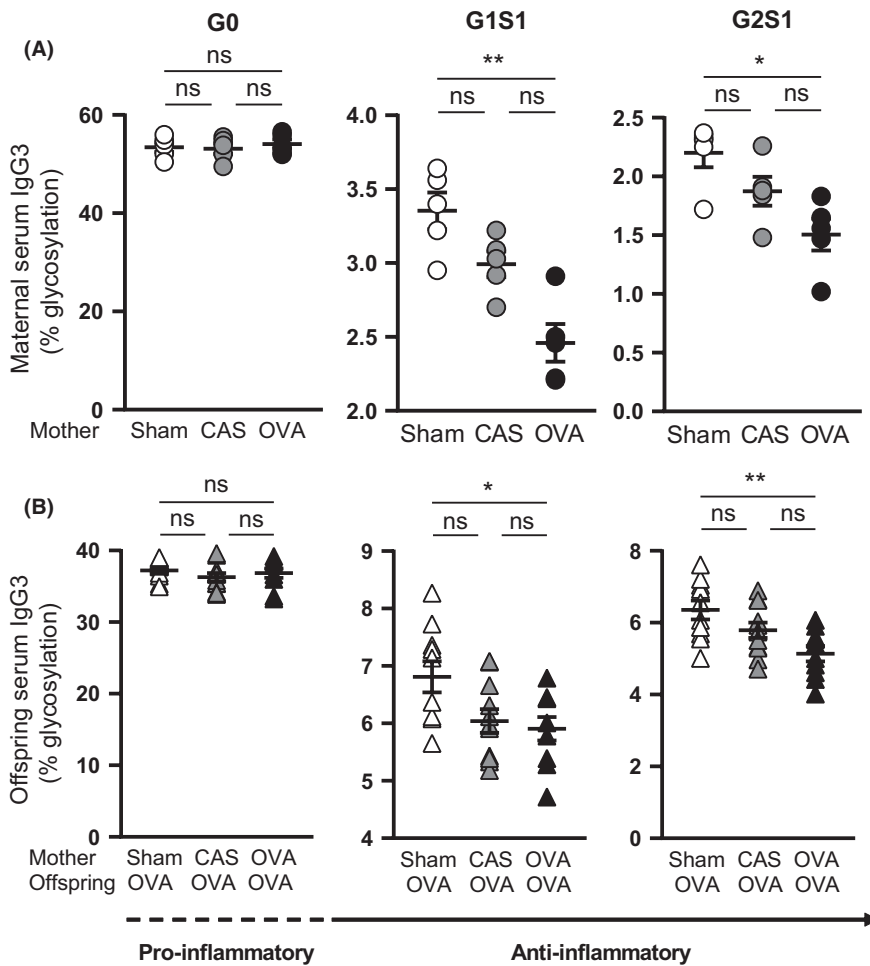 G0 G1S1 G2S1
(A)
ns ** *
ns ns ns ns ns ns
Maternal serum IgG3
(% glycosylation)
60
40
20
0
4.0
3.5
3.0
2.5
2.0
2.5
2.0
1.5
1.0
0.5
0.0
Mother Sham CAS OVA Sham CAS OVA Sham CAS OVA
(B)
ns * **
ns ns ns ns ns ns
Offspring serum IgG3
(% glycosylation)
40
30
20
10
0
9
8
7
6
5
4
8
6
4
2
0
Mother Sham CAS OVA Sham CAS OVA Sham CAS OVA
Offspring OVA OVA OVA OVA OVA OVA OVA OVA OVA
Pro-inflammatory Anti-inflammatory